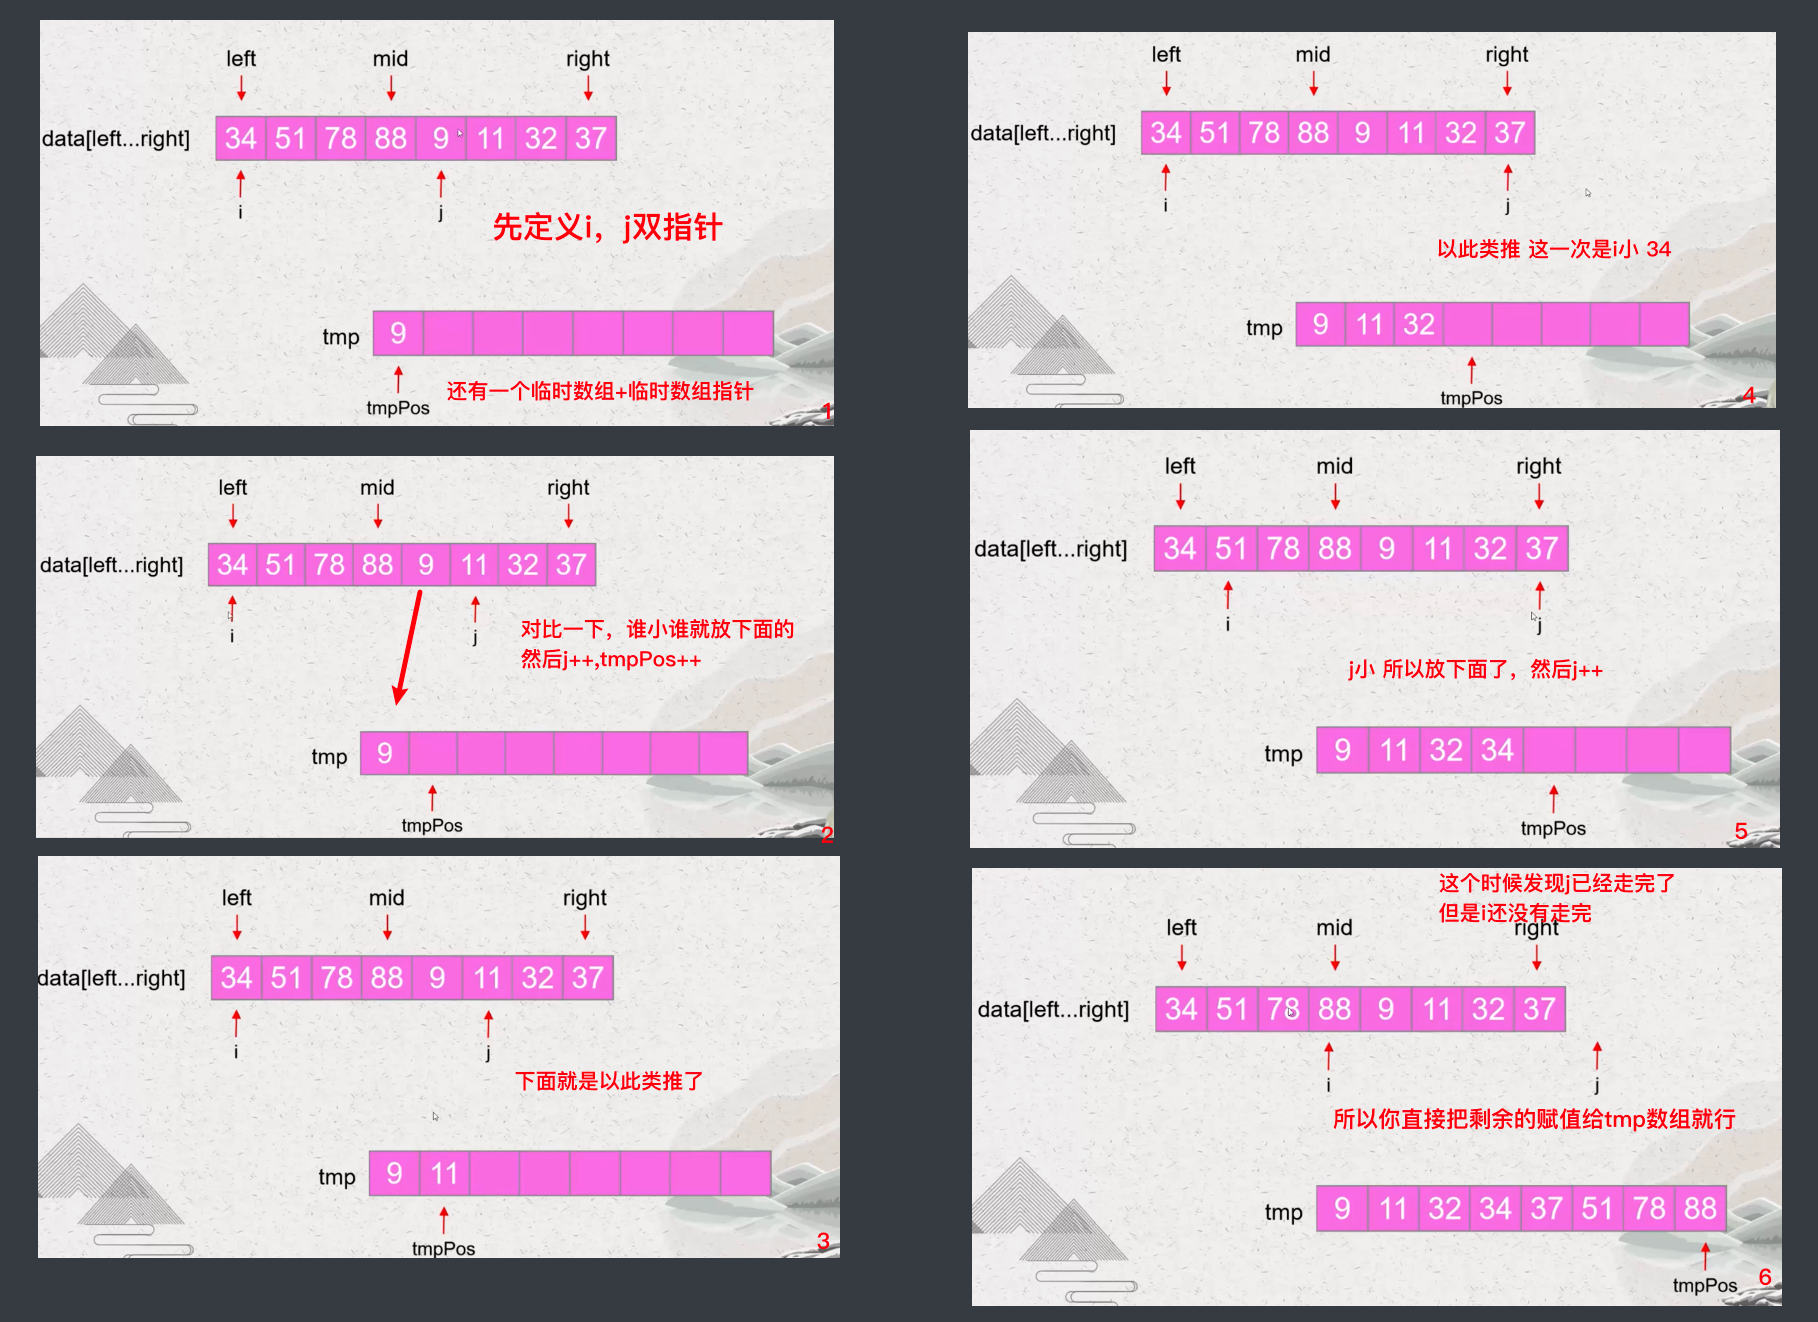 left mid right
data[left...right] 34 51 78 88 9 11 32 37
i j
先定义i，j双指针
tmp 9
还有一个临时数组+临时数组指针
tmpPos
1
left mid right
data[left...right] 34 51 78 88 9 11 32 37
i j
对比一下，谁小谁就放下面的
然后j++,tmpPos++
tmp 9
tmpPos
2
left mid right
data[left...right] 34 51 78 88 9 11 32 37
i j
下面就是以此类推了
tmp 9 11
tmpPos
3
left mid right
data[left...right] 34 51 78 88 9 11 32 37
i j
以此类推 这一次是i小 34
tmp 9 11 32
tmpPos
4
left mid right
data[left...right] 34 51 78 88 9 11 32 37
i j
j小 所以放下面了，然后j++
tmp 9 11 32 34
tmpPos
5
这个时候发现j已经走完了
但是i还没有走完
left mid right
data[left...right] 34 51 78 88 9 11 32 37
i j
所以你直接把剩余的赋值给tmp数组就行
tmp 9 11 32 34 37 51 78 88
tmpPos
6